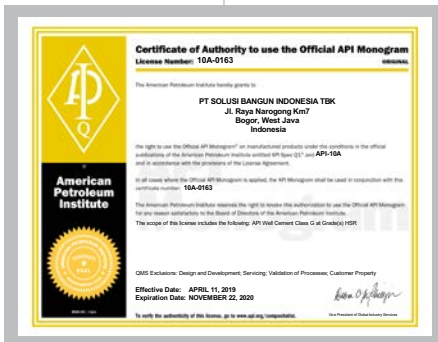 Certificate of Authority to use the Official API Monogram
License Number: 10A-0163
ORIGINAL
The American Petroleum Institute hereby grants to
PT SOLUSI BANGUN INDONESIA TBK
Jl. Raya Narogong Km7
Bogor, West Java
Indonesia
the right to use the Official API Monogram® on manufactured products under the conditions in the official
publications of the American Petroleum Institute entitled API Spec Q1® and API-10A
and in accordance with the provisions of the License Agreement.
In all cases where the Official API Monogram is applied, the API Monogram shall be used in conjunction with this
certificate number: 10A-0163
The American Petroleum Institute reserves the right to revoke this authorization to use the Official API Monogram
for any reason satisfactory to the Board of Directors of the American Petroleum Institute.
The scope of this license includes the following: API Well Cement Class G at Grade(s) HSR
QMS Exclusions: Design and Development; Servicing; Validation of Processes; Customer Property
Effective Date: APRIL 11, 2019
Expiration Date: NOVEMBER 22, 2020
To verify the authenticity of this license, go to www.api.org/compositelist.
Vice President of Global Industry Services
API
Q
American
Petroleum
Institute
SEAL